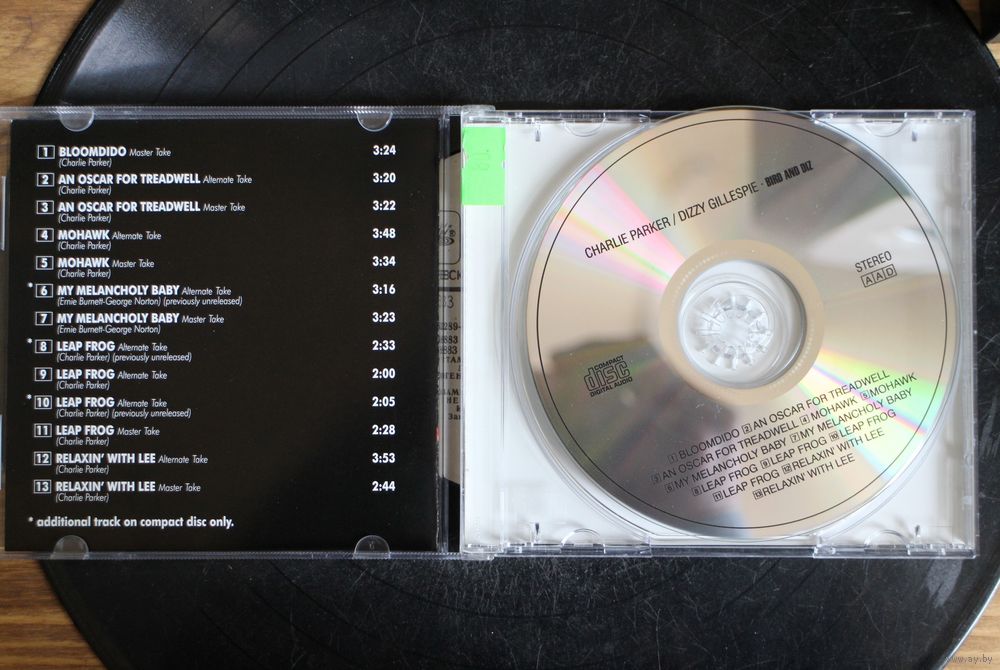 1 BLOOMDIDO Master Take 3:24
(Charlie Parker)
2 AN OSCAR FOR TREADWELL Alternate Take 3:20
(Charlie Parker)
3 AN OSCAR FOR TREADWELL Master Take 3:22
(Charlie Parker)
4 MOHAWK Alternate Take 3:48
(Charlie Parker)
5 MOHAWK Master Take 3:34
(Charlie Parker)
* 6 MY MELANCHOLY BABY Alternate Take 3:16
(Ernie Burnett-George Norton) (previously unreleased)
7 MY MELANCHOLY BABY Master Take 3:23
(Ernie Burnett-George Norton)
* 8 LEAP FROG Alternate Take 2:33
(Charlie Parker) (previously unreleased)
9 LEAP FROG Alternate Take 2:00
(Charlie Parker)
* 10 LEAP FROG Alternate Take 2:05
(Charlie Parker) (previously unreleased)
11 LEAP FROG Master Take 2:28
(Charlie Parker)
12 RELAXIN' WITH LEE Alternate Take 3:53
(Charlie Parker)
13 RELAXIN' WITH LEE Master Take 2:44
(Charlie Parker)
* additional track on compact disc only.
CHARLIE PARKER / DIZZY GILLESPIE · BIRD AND DIZ
STEREO
AAD
COMPACT
disc
DIGITAL AUDIO
1 BLOOMDIDO 2 AN OSCAR FOR TREADWELL
3 AN OSCAR FOR TREADWELL 4 MOHAWK 5 MOHAWK
6 MY MELANCHOLY BABY 7 MY MELANCHOLY BABY
8 LEAP FROG 9 LEAP FROG 10 LEAP FROG
11 LEAP FROG 12 RELAXIN' WITH LEE
13 RELAXIN' WITH LEE
www.ay.by